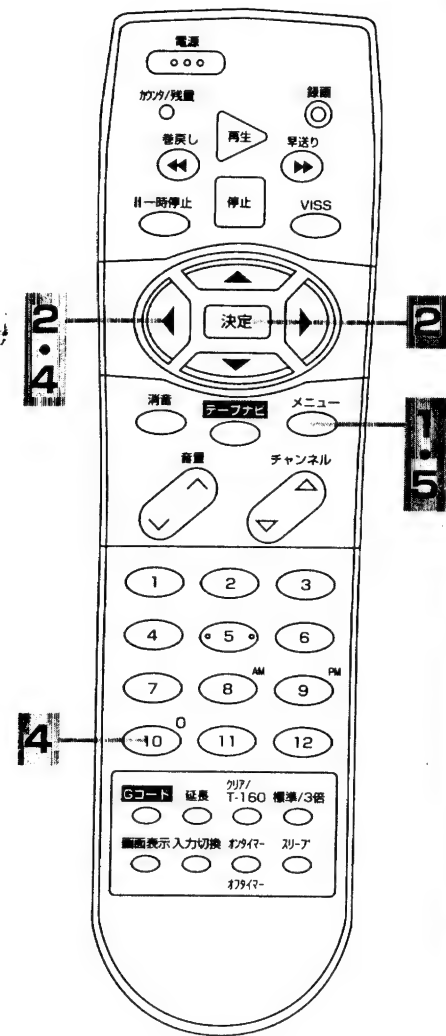 電源
カウンタ/残量 録画
巻戻し 再生 早送り
一時停止 停止 VISS
2・4 決定 2
消音 テープナビ メニュー
1・5
音量 チャンネル
1 2 3
4 5 6
AM PM
7 8 9
4 0
10 11 12
Gコード 延長 クリア/T-160 標準/3倍
画面表示 入力切換 オンタイマー スリープ
オフタイマー